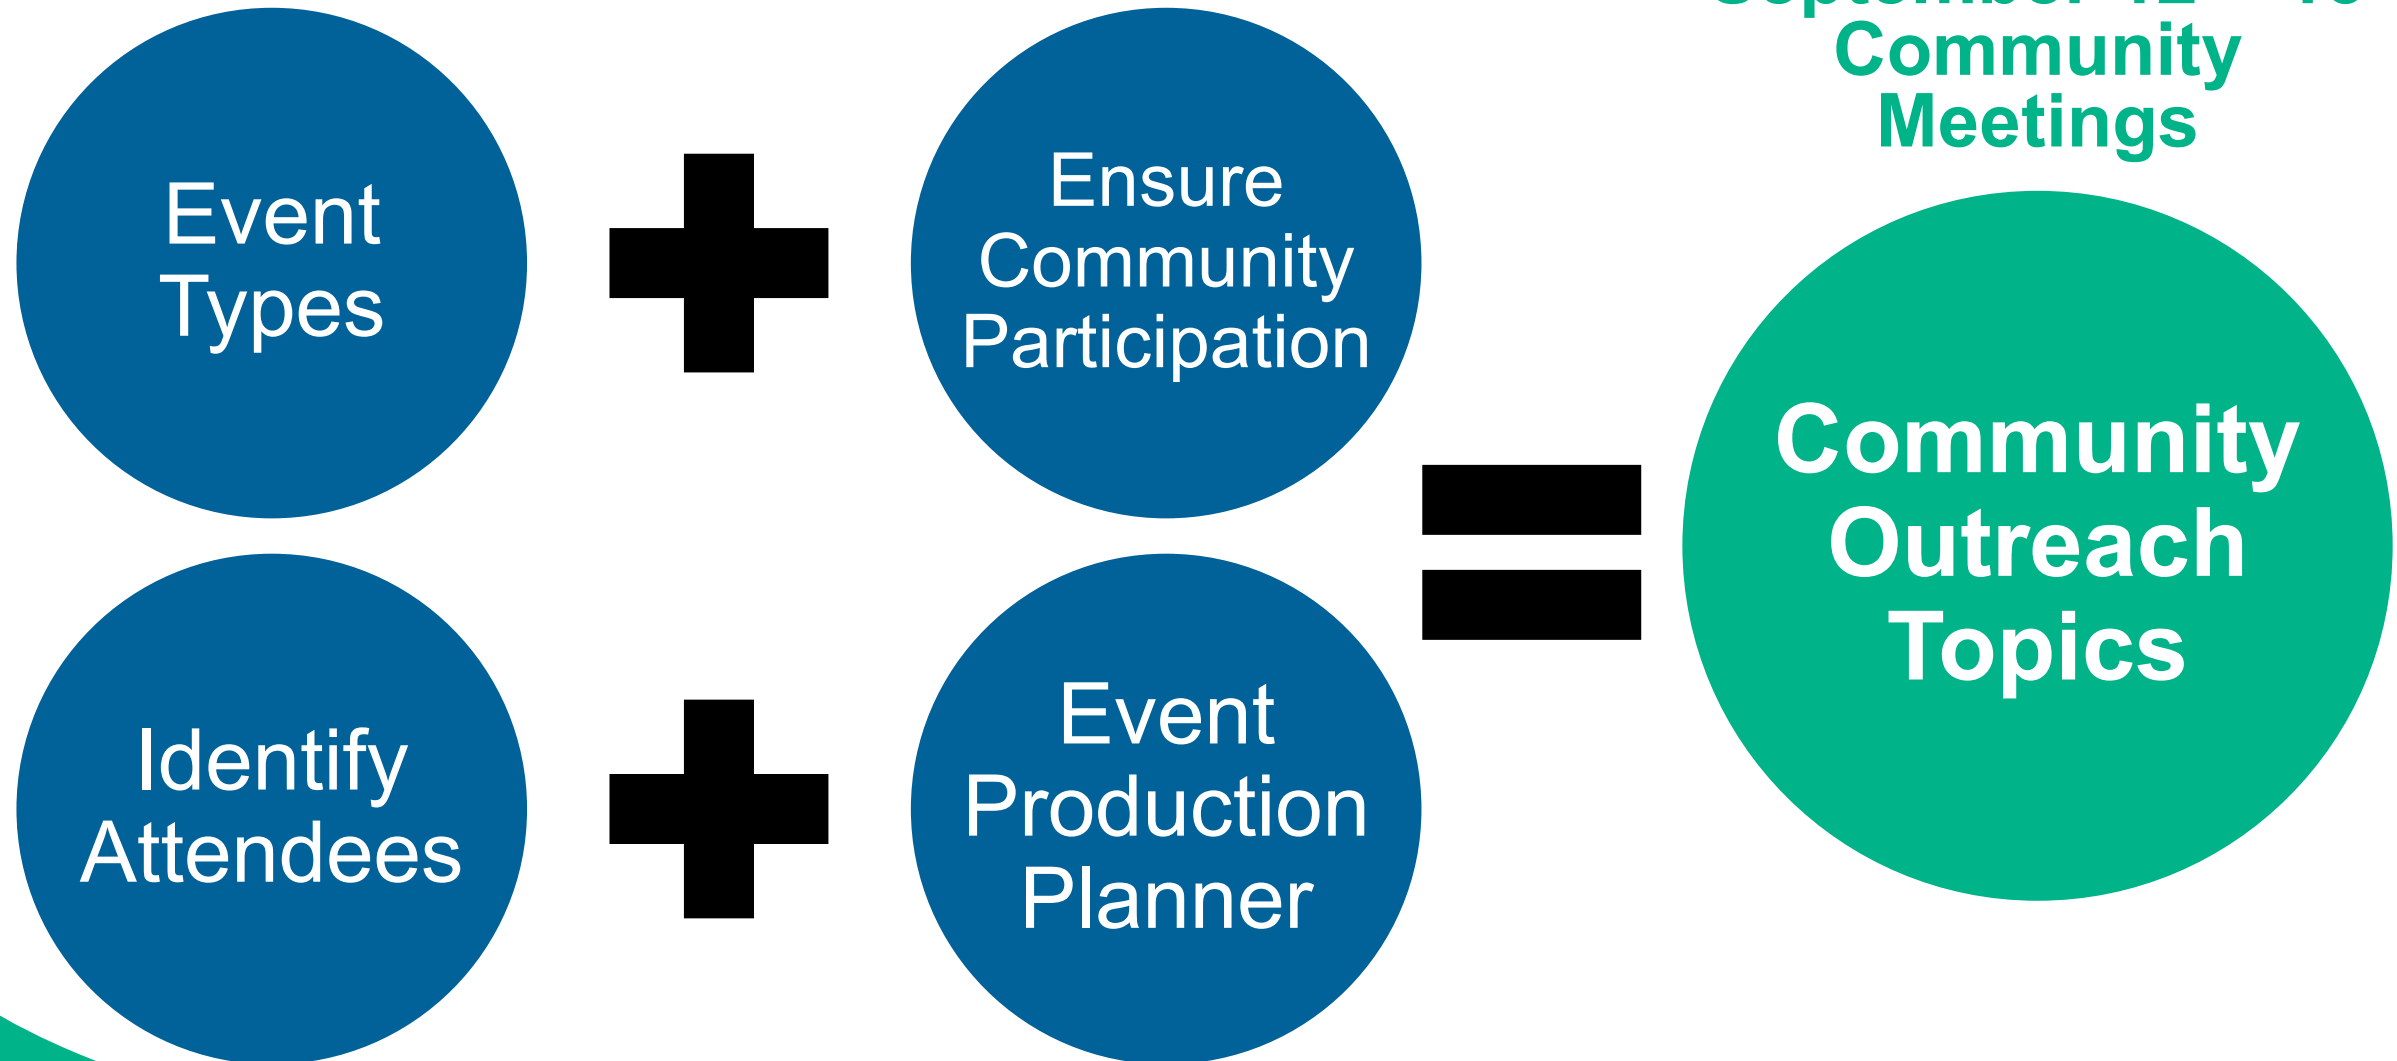 Community
Meetings
Event
Types
Ensure
Community
Participation
Identify
Attendees
Event
Production
Planner
Community
Outreach
Topics